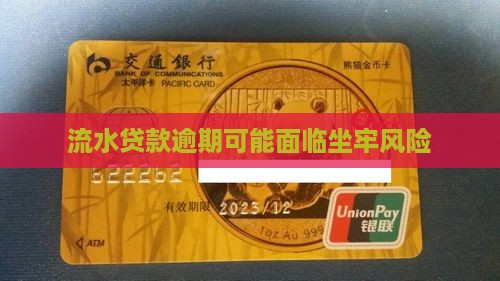 交通銀行
BANK OF COMMUNICATIONS
太平洋卡 PACIFIC CARD
熊猫金币卡
流水贷款逾期可能面临坐牢风险
622262
有效期限 2023/12
1oz Au .999
UnionPay
银联
ATM